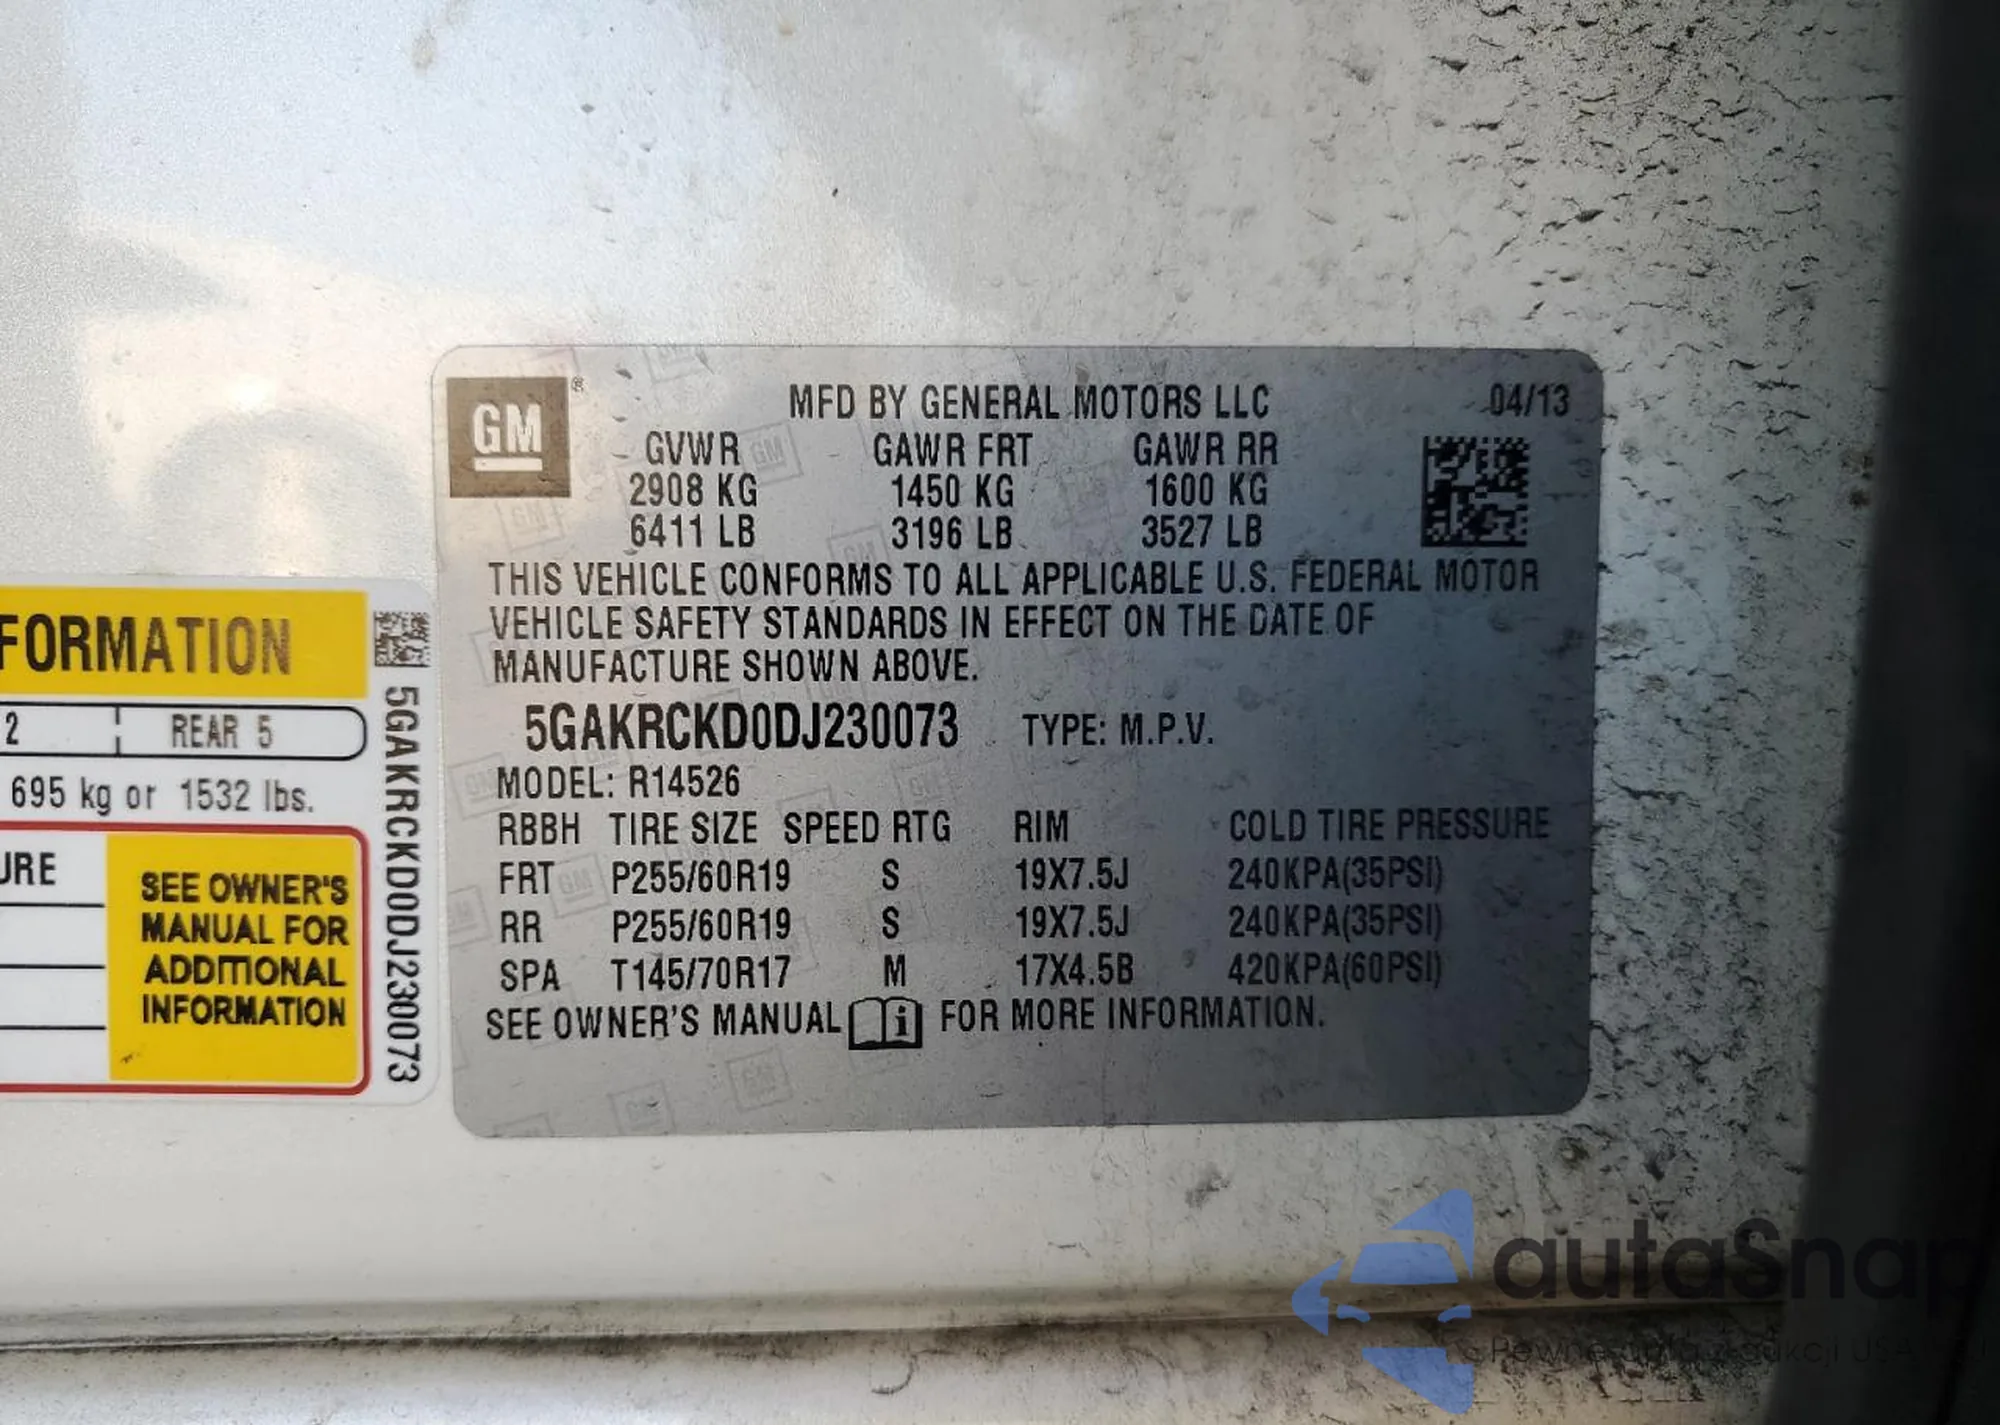 GM ®
MFD BY GENERAL MOTORS LLC 04/13
GVWR GAWR FRT GAWR RR
2908 KG 1450 KG 1600 KG
6411 LB 3196 LB 3527 LB
THIS VEHICLE CONFORMS TO ALL APPLICABLE U.S. FEDERAL MOTOR
VEHICLE SAFETY STANDARDS IN EFFECT ON THE DATE OF
MANUFACTURE SHOWN ABOVE.
5GAKRCKD0DJ230073 TYPE: M.P.V.
MODEL: R14526
RBBH TIRE SIZE SPEED RTG RIM COLD TIRE PRESSURE
FRT P255/60R19 S 19X7.5J 240KPA(35PSI)
RR P255/60R19 S 19X7.5J 240KPA(35PSI)
SPA T145/70R17 M 17X4.5B 420KPA(60PSI)
SEE OWNER'S MANUAL FOR MORE INFORMATION.
FORMATION
2 REAR 5
695 kg or 1532 lbs.
URE
SEE OWNER'S
MANUAL FOR
ADDITIONAL
INFORMATION
5GAKRCKD0DJ230073
autaSnap